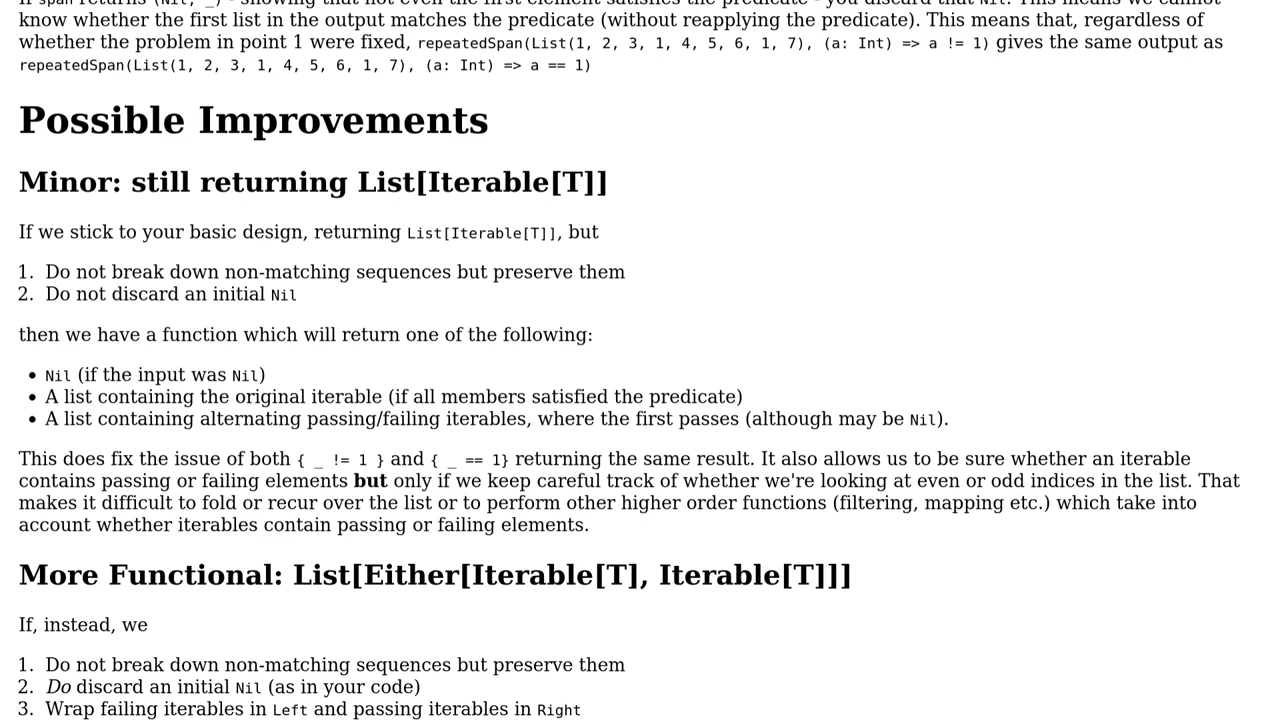 know whether the first list in the output matches the predicate (without reapplying the predicate). This means that, regardless of
whether the problem in point 1 were fixed, repeatedSpan(List(1, 2, 3, 1, 4, 5, 6, 1, 7), (a: Int) => a != 1) gives the same output as
repeatedSpan(List(1, 2, 3, 1, 4, 5, 6, 1, 7), (a: Int) => a == 1)
Possible Improvements
Minor: still returning List[Iterable[T]]
If we stick to your basic design, returning List[Iterable[T]], but
1. Do not break down non-matching sequences but preserve them
2. Do not discard an initial Nil
then we have a function which will return one of the following:
• Nil (if the input was Nil)
• A list containing the original iterable (if all members satisfied the predicate)
• A list containing alternating passing/failing iterables, where the first passes (although may be Nil).
This does fix the issue of both { _ != 1 } and { _ == 1} returning the same result. It also allows us to be sure whether an iterable
contains passing or failing elements but only if we keep careful track of whether we're looking at even or odd indices in the list. That
makes it difficult to fold or recur over the list or to perform other higher order functions (filtering, mapping etc.) which take into
account whether iterables contain passing or failing elements.
More Functional: List[Either[Iterable[T], Iterable[T]]]
If, instead, we
1. Do not break down non-matching sequences but preserve them
2. Do discard an initial Nil (as in your code)
3. Wrap failing iterables in Left and passing iterables in Right